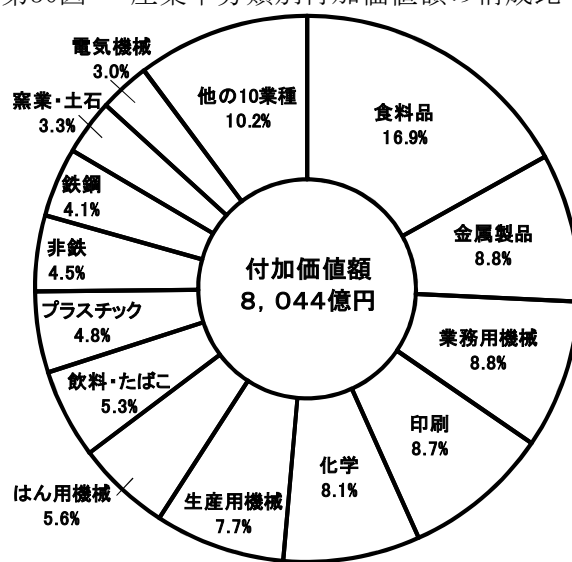 産業中分類別付加価値額の構成比
食料品
16.9%
金属製品
8.8%
業務用機械
8.8%
印刷
8.7%
化学
8.1%
生産用機械
7.7%
はん用機械
5.6%
飲料・たばこ
5.3%
プラスチック
4.8%
非鉄
4.5%
鉄鋼
4.1%
窯業・土石
3.3%
電気機械
3.0%
他の10業種
10.2%
付加価値額
8,044億円